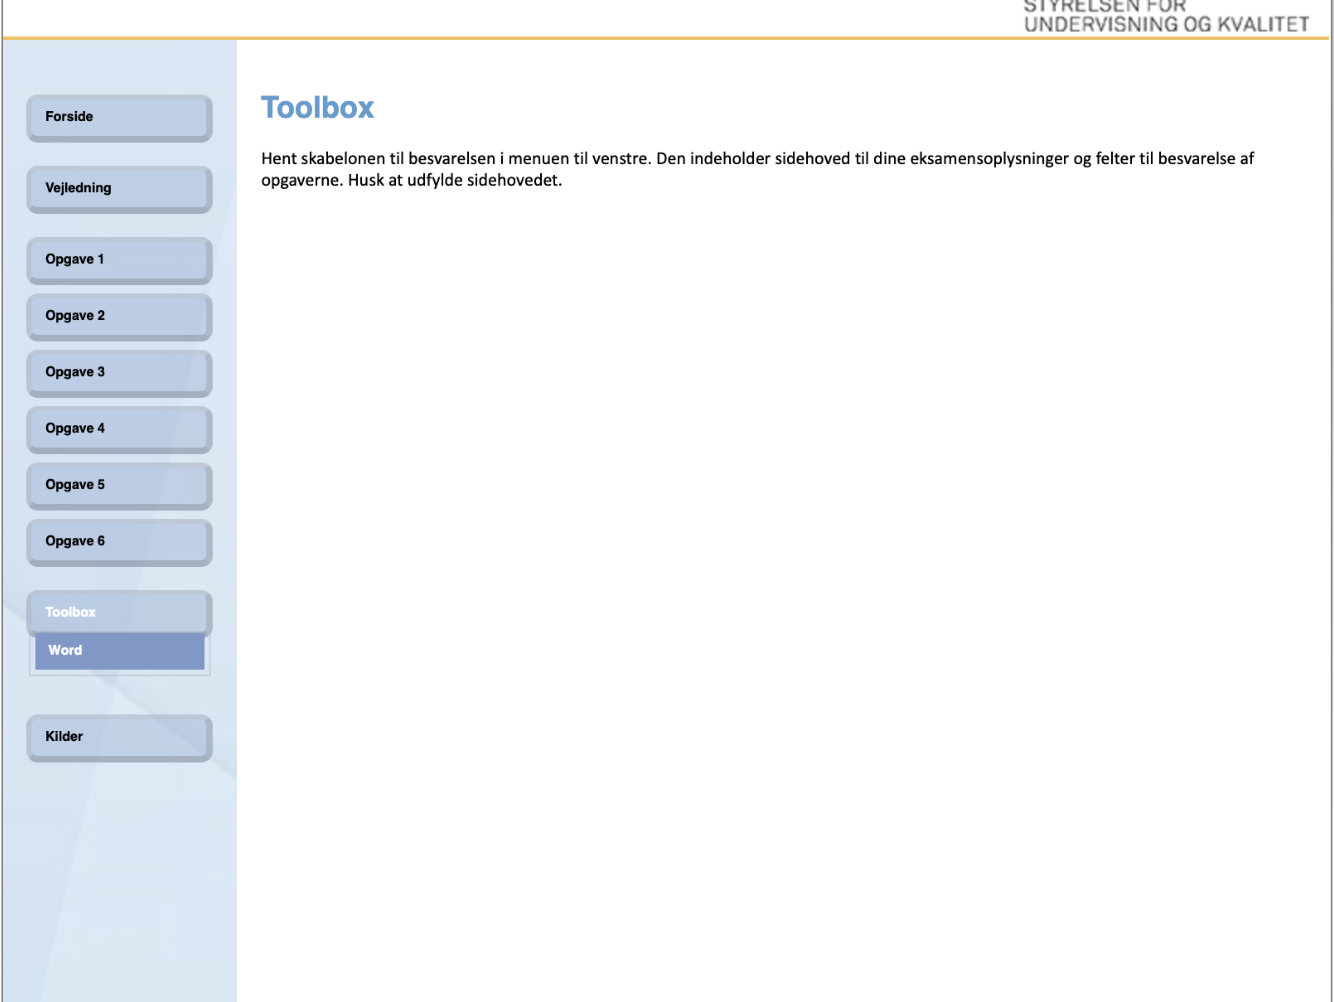 STYRELSEN FOR
UNDERVISNING OG KVALITET
Forside
Vejledning
Opgave 1
Opgave 2
Opgave 3
Opgave 4
Opgave 5
Opgave 6
Toolbox
Word
Kilder
Toolbox
Hent skabelonen til besvarelsen i menuen til venstre. Den indeholder sidehoved til dine eksamensoplysninger og felter til besvarelse af
opgaverne. Husk at udfylde sidehovedet.